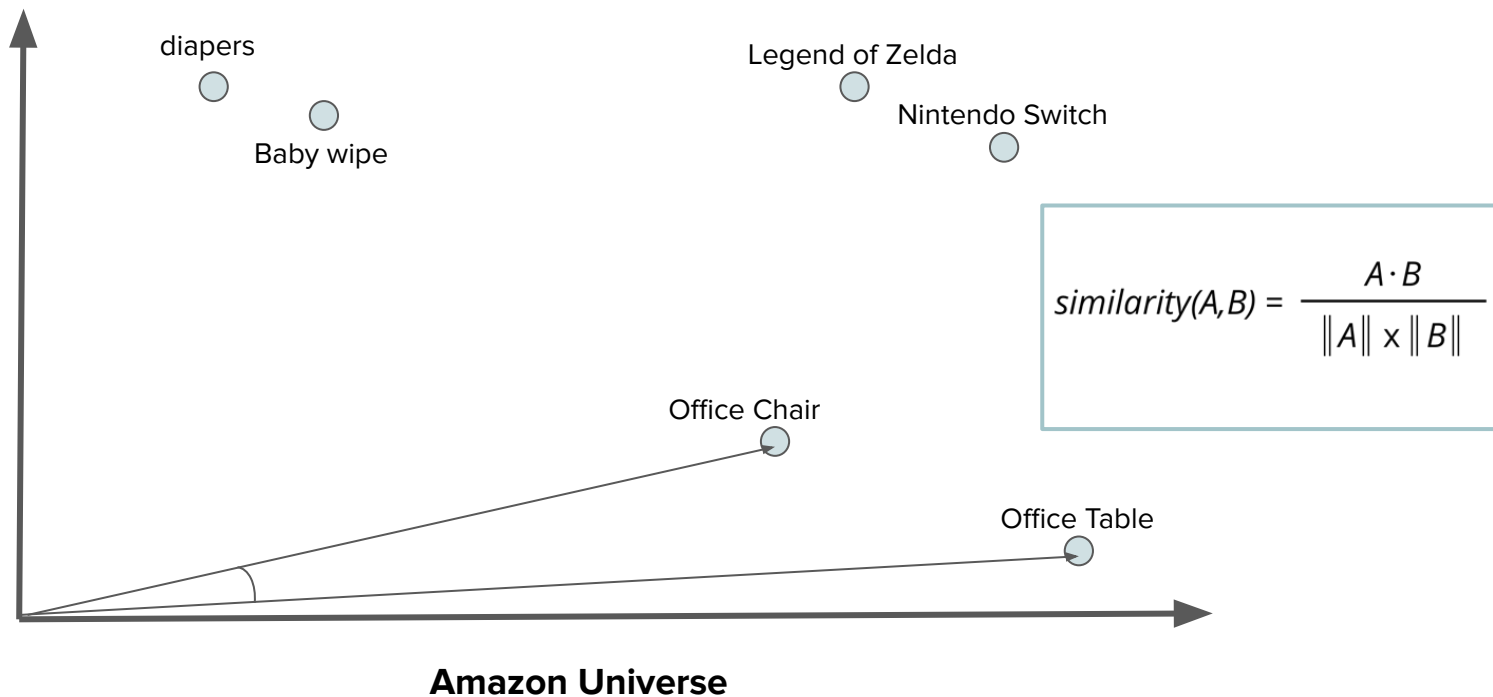 diapers
Baby wipe
Legend of Zelda
Nintendo Switch
similarity(A,B) = A · B
‖A‖ x ‖B‖
Office Chair
Office Table
Amazon Universe